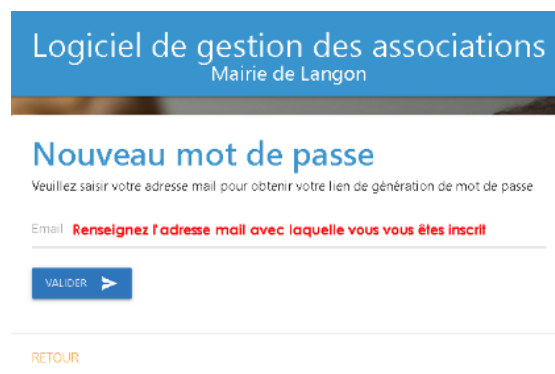 Logiciel de gestion des associations
Mairie de Langon
Nouveau mot de passe
Veuillez saisir votre adresse mail pour obtenir votre lien de génération de mot de passe
Email Renseignez l'adresse mail avec laquelle vous vous êtes inscrit
VALIDER
RETOUR